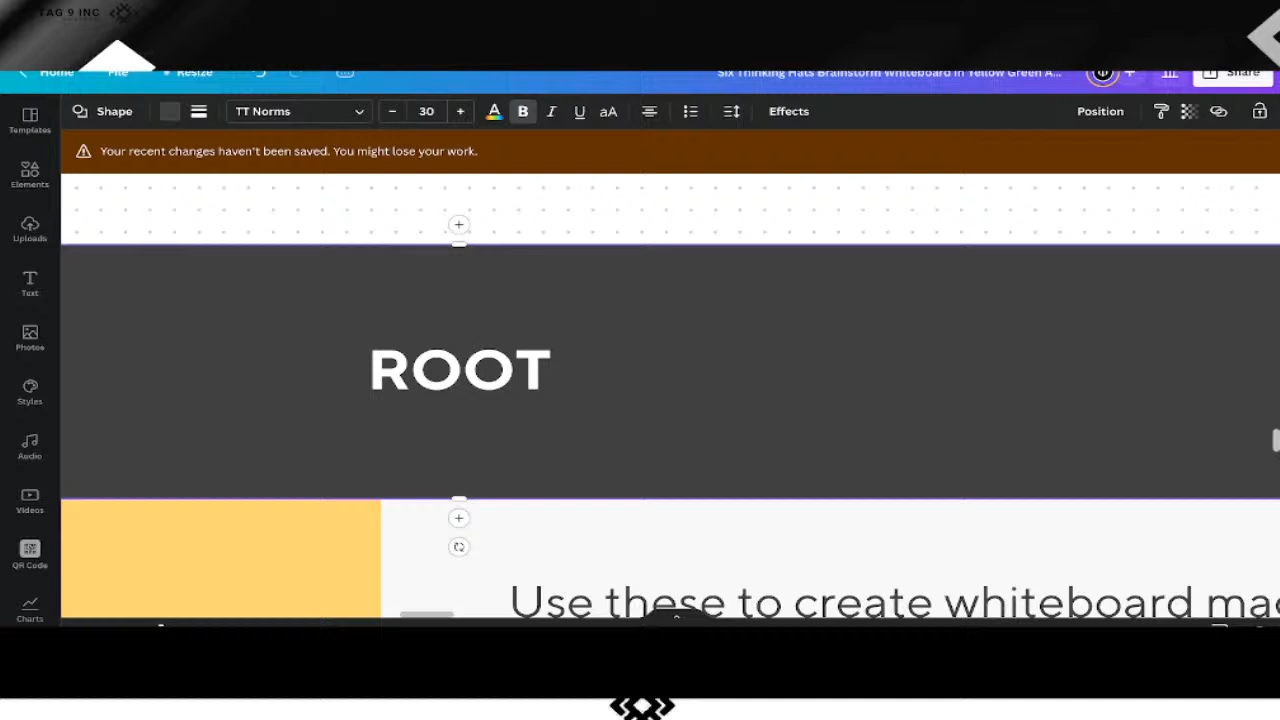 TAG 9 INC
Home File Resize Six Thinking Hats Brainstorm Whiteboard in Yellow Green A... Share
Shape TT Norms − 30 + A B I U aA Effects Position
Templates
Your recent changes haven't been saved. You might lose your work.
Elements
Uploads
Text
Photos
ROOT
Styles
Audio
Videos
QR Code
Use these to create whiteboard
Charts